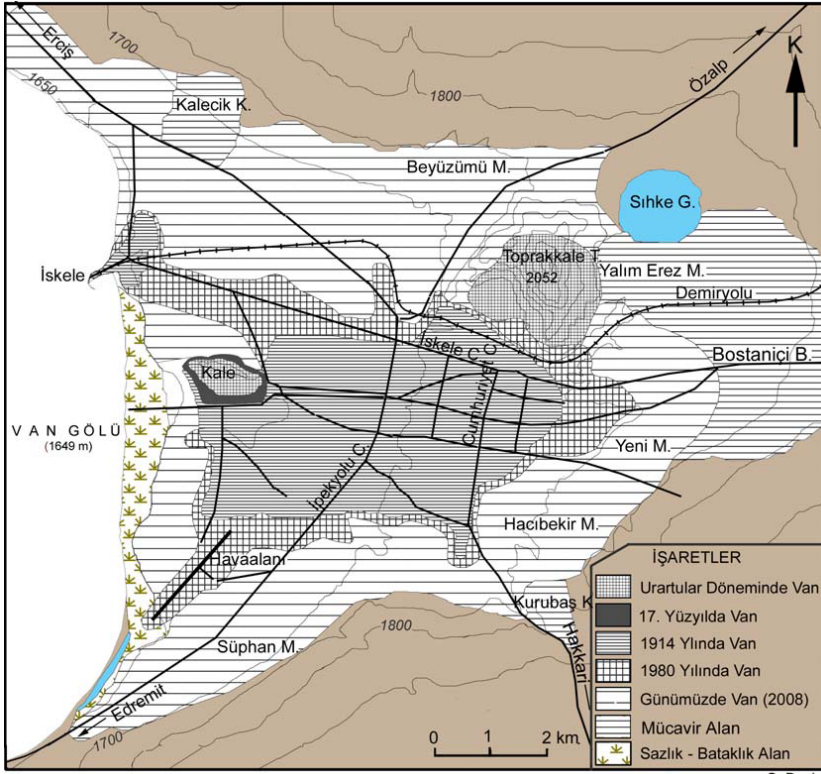 Erciş
1700
1650
Kalecik K.
1800
Özalp
K
Beyüzümü M.
Sıhke G.
Toprakkale T.
2052
Yalım Erez M.
İskele
Demiryolu
İskele C.
Bostaniçi B.
Kale
Cumhuriyet C.
VAN GÖLÜ
(1649 m)
İpekyolu C.
Yeni M.
Hacıbekir M.
Havaalanı
Kurubaş K
Hakkari
Süphan M.
1800
Edremit
1700
0 1 2 km
İŞARETLER
Urartular Döneminde Van
17. Yüzyılda Van
1914 Ylında Van
1980 Yılında Van
Günümüzde Van (2008)
Mücavir Alan
Sazlık - Bataklık Alan